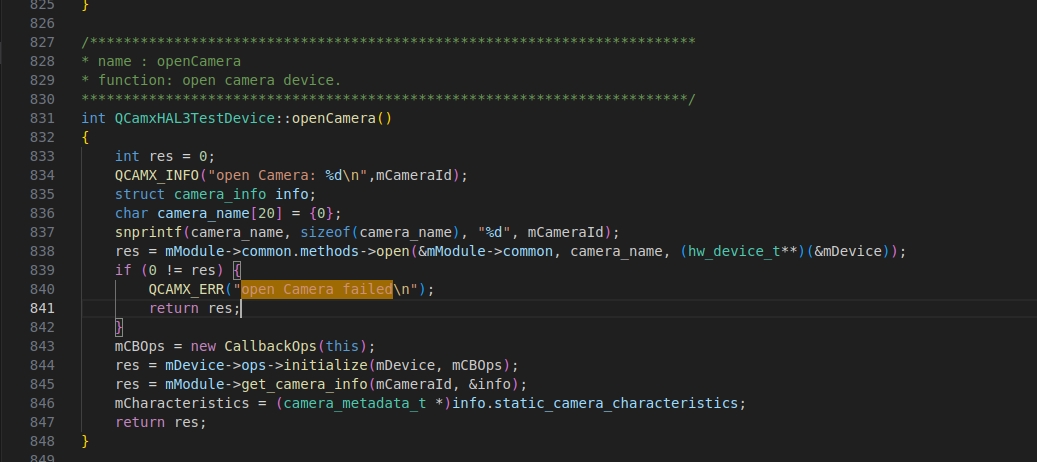 825 }
826
827 /************************************************************************
828 * name : openCamera
829 * function: open camera device.
830 ************************************************************************/
831 int QCamxHAL3TestDevice::openCamera()
832 {
833     int res = 0;
834     QCAMX_INFO("open Camera: %d\n",mCameraId);
835     struct camera_info info;
836     char camera_name[20] = {0};
837     snprintf(camera_name, sizeof(camera_name), "%d", mCameraId);
838     res = mModule->common.methods->open(&mModule->common, camera_name, (hw_device_t**)(&mDevice));
839     if (0 != res) {
840         QCAMX_ERR("open Camera failed\n");
841         return res;
842     }
843     mCBOps = new CallbackOps(this);
844     res = mDevice->ops->initialize(mDevice, mCBOps);
845     res = mModule->get_camera_info(mCameraId, &info);
846     mCharacteristics = (camera_metadata_t *)info.static_camera_characteristics;
847     return res;
848 }
849